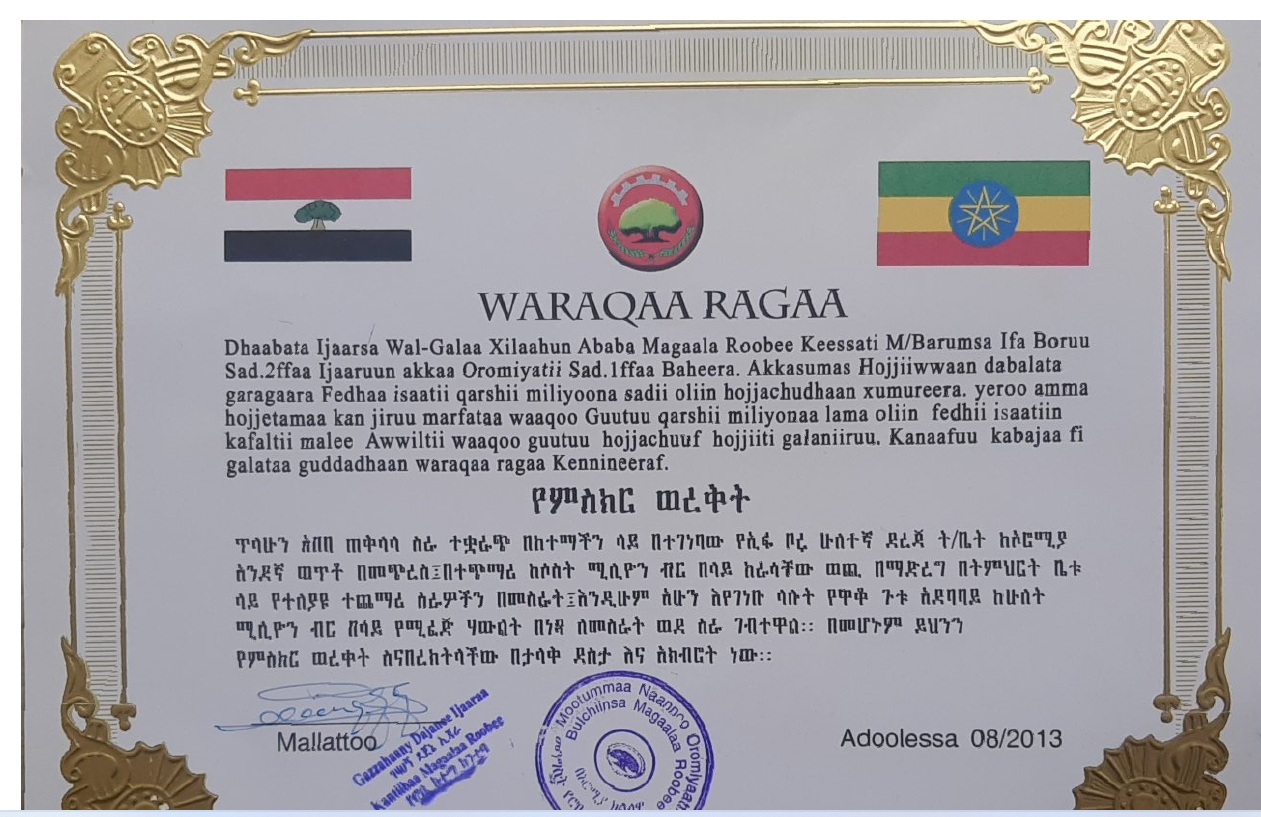 WARAQAA RAGAA
Dhaabata Ijaarsa Wal-Galaa Xilaahun Ababa Magaala Roobee Keessati M/Barumsa Ifa Boruu
Sad.2ffaa Ijaaruun akkaa Oromiyatii Sad.1ffaa Baheera. Akkasumas Hojjiiwwaan dabalata
garagaara Fedhaa isaatii qarshii miliyoona sadii oliin hojjachudhaan xumureera. yeroo amma
hojjetamaa kan jiruu marfataa waaqoo Guutuu qarshii miliyonaa lama oliin fedhii isaatiin
kafaltii malee Awwiltii waaqoo guutuu hojjachuuf hojjiiti galaniiruu. Kanaafuu kabajaa fi
galataa guddadhaan waraqaa ragaa Kennineeraf.
የምስክር ወረቀት
ጥላሁን አበበ ጠቅላላ ስራ ተቋራጭ በከተማችን ላይ በተገነባው የኢፋ ቦሩ ሁለተኛ ደረጃ ት/ቤት ከኦሮሚያ
አንደኛ ወጥቶ በመጭረስ፤በተጭማሪ ከሶስት ሚሊዮን ብር በላይ ከራሳቸው ወጪ በማድረግ በትምህርት ቤቱ
ላይ የተለያዩ ተጨማሪ ስራዎችን በመስራት፤እንዲሁም አሁን እየገነቡ ላሉት የዋቆ ጉቱ አደባባይ ከሁለት
ሚሊዮን ብር በላይ የሚፈጅ ሃውልት በነጻ ለመስራት ወደ ስራ ገብተዋል፡፡ በመሆኑም ይህንን
የምስክር ወረቀት ስናበረክትላችው በታላቅ ደስታ እና አክብሮት ነው፡፡
Mallattoo
Gazzahany Dajanee Ijaaraa
Kantiibaa Magaalaa Roobee
Mootummaa Naannoo Oromiyaatti
Bulchiinsa Magaalaa Roobee
Adoolessa 08/2013